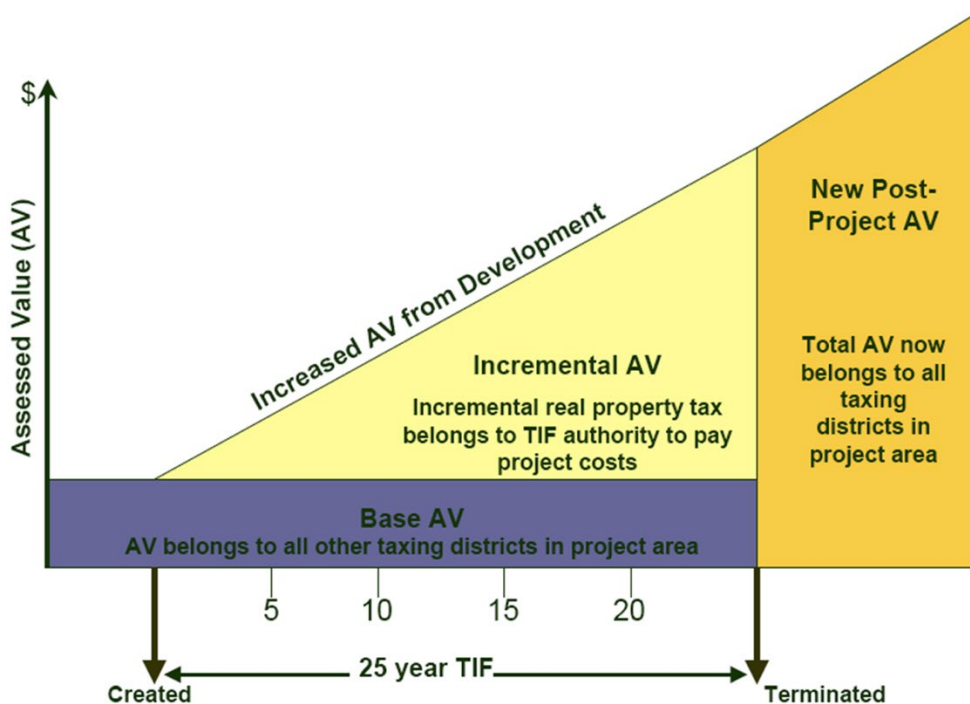 $
Assessed Value (AV)
Increased AV from Development
New Post-
Project AV
Total AV now
belongs to all
taxing
districts in
project area
Incremental AV
Incremental real property tax
belongs to TIF authority to pay
project costs
Base AV
AV belongs to all other taxing districts in project area
5 10 15 20
25 year TIF
Created Terminated